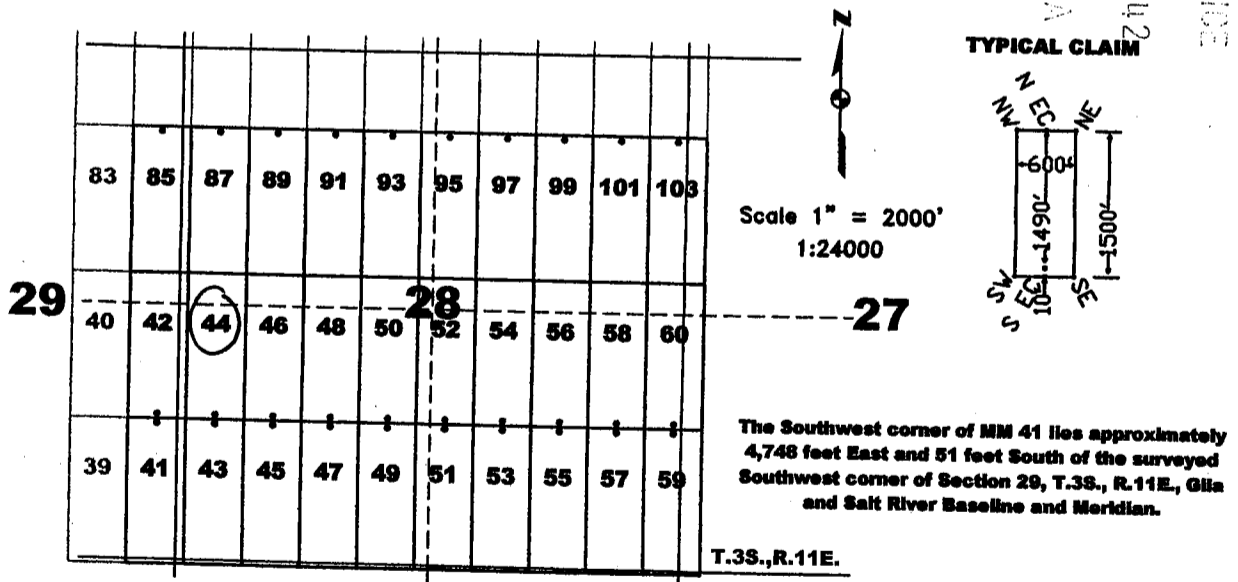 N
TYPICAL CLAIM
NW
N EC
NE
600'
1490'
1500'
10'
SW
S EC
SE
Scale 1" = 2000'
1:24000
83 85 87 89 91 93 95 97 99 101 103
29
28
27
40 42 44 46 48 50 52 54 56 58 60
39 41 43 45 47 49 51 53 55 57 59
The Southwest corner of MM 41 lies approximately
4,748 feet East and 51 feet South of the surveyed
Southwest corner of Section 29, T.3S., R.11E., Gila
and Salt River Baseline and Meridian.
T.3S.,R.11E.